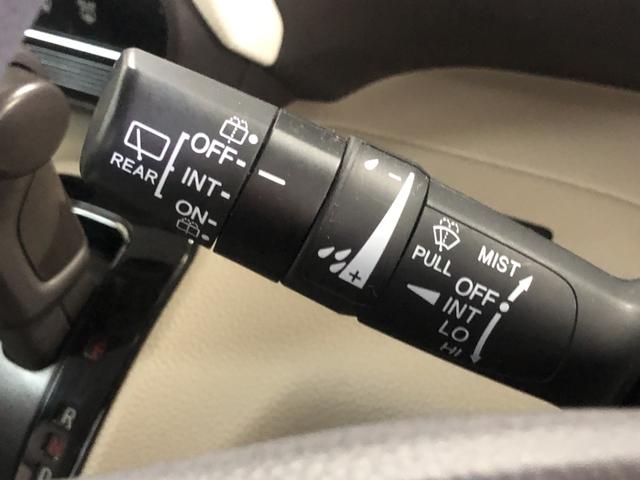 REAR
OFF
INT
ON
-
+
PULL
MIST
OFF
INT
LO
HI
R
D